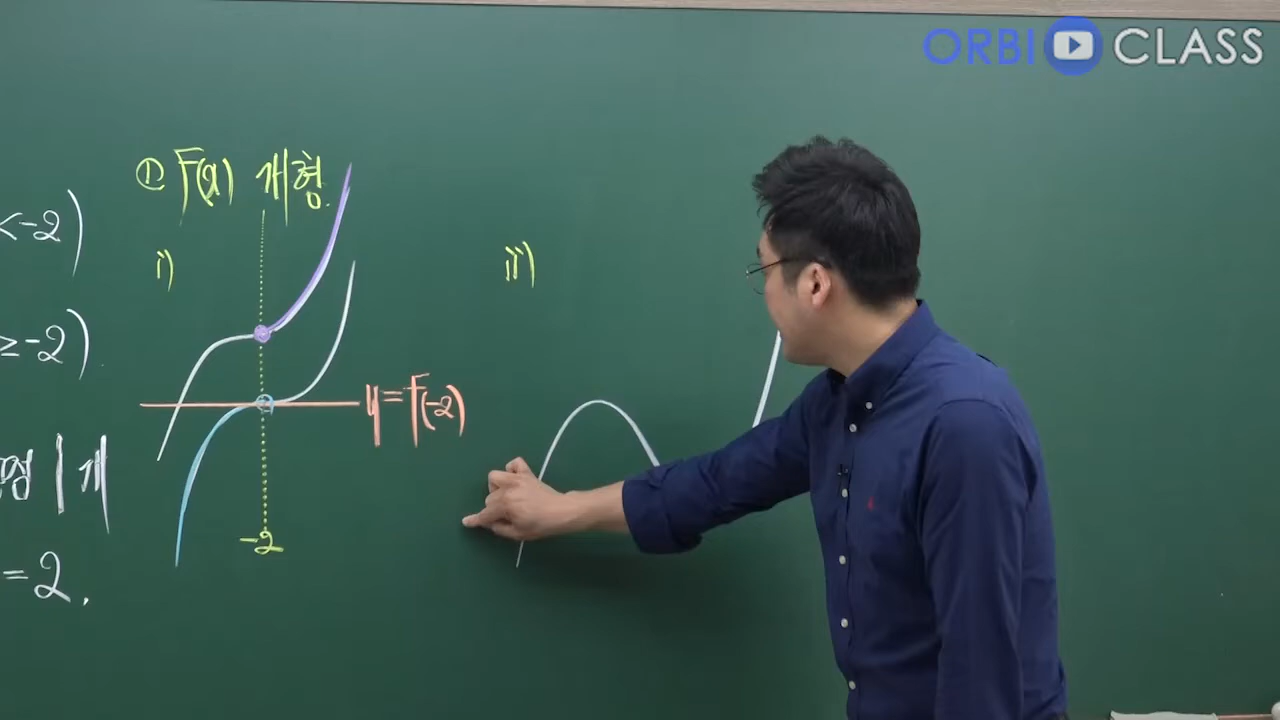 ORBI CLASS
① F(x) 개형.
<-2)
i)
ii)
≥-2)
y=F(-2)
1개
-2
=2.